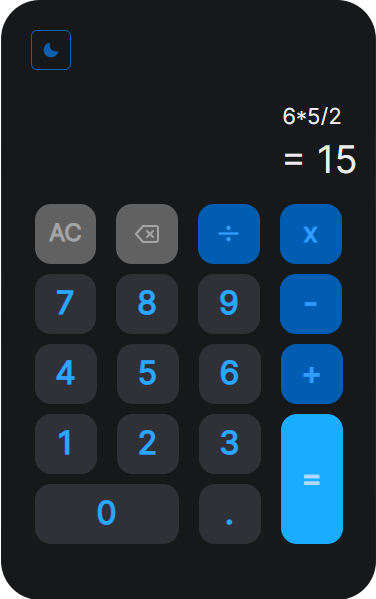 6*5/2
= 15
AC ÷ x
7 8 9 -
4 5 6 +
1 2 3 =
0 .